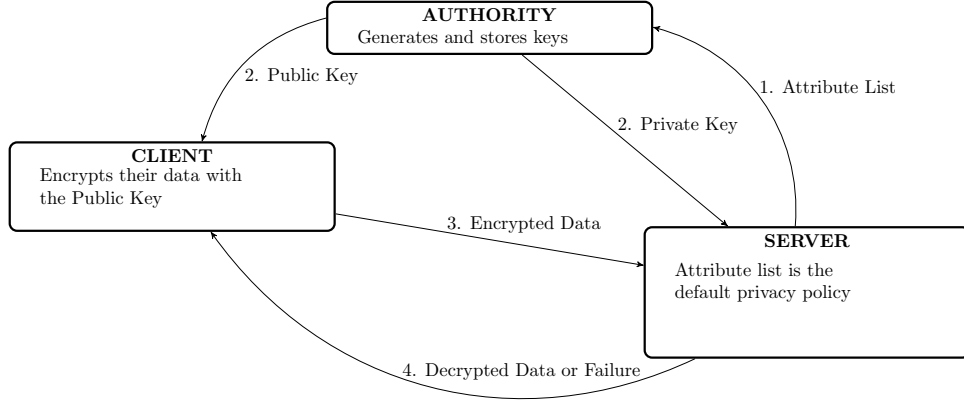 AUTHORITY
Generates and stores keys
2. Public Key
1. Attribute List
2. Private Key
CLIENT
Encrypts their data with
the Public Key
3. Encrypted Data
SERVER
Attribute list is the
default privacy policy
4. Decrypted Data or Failure